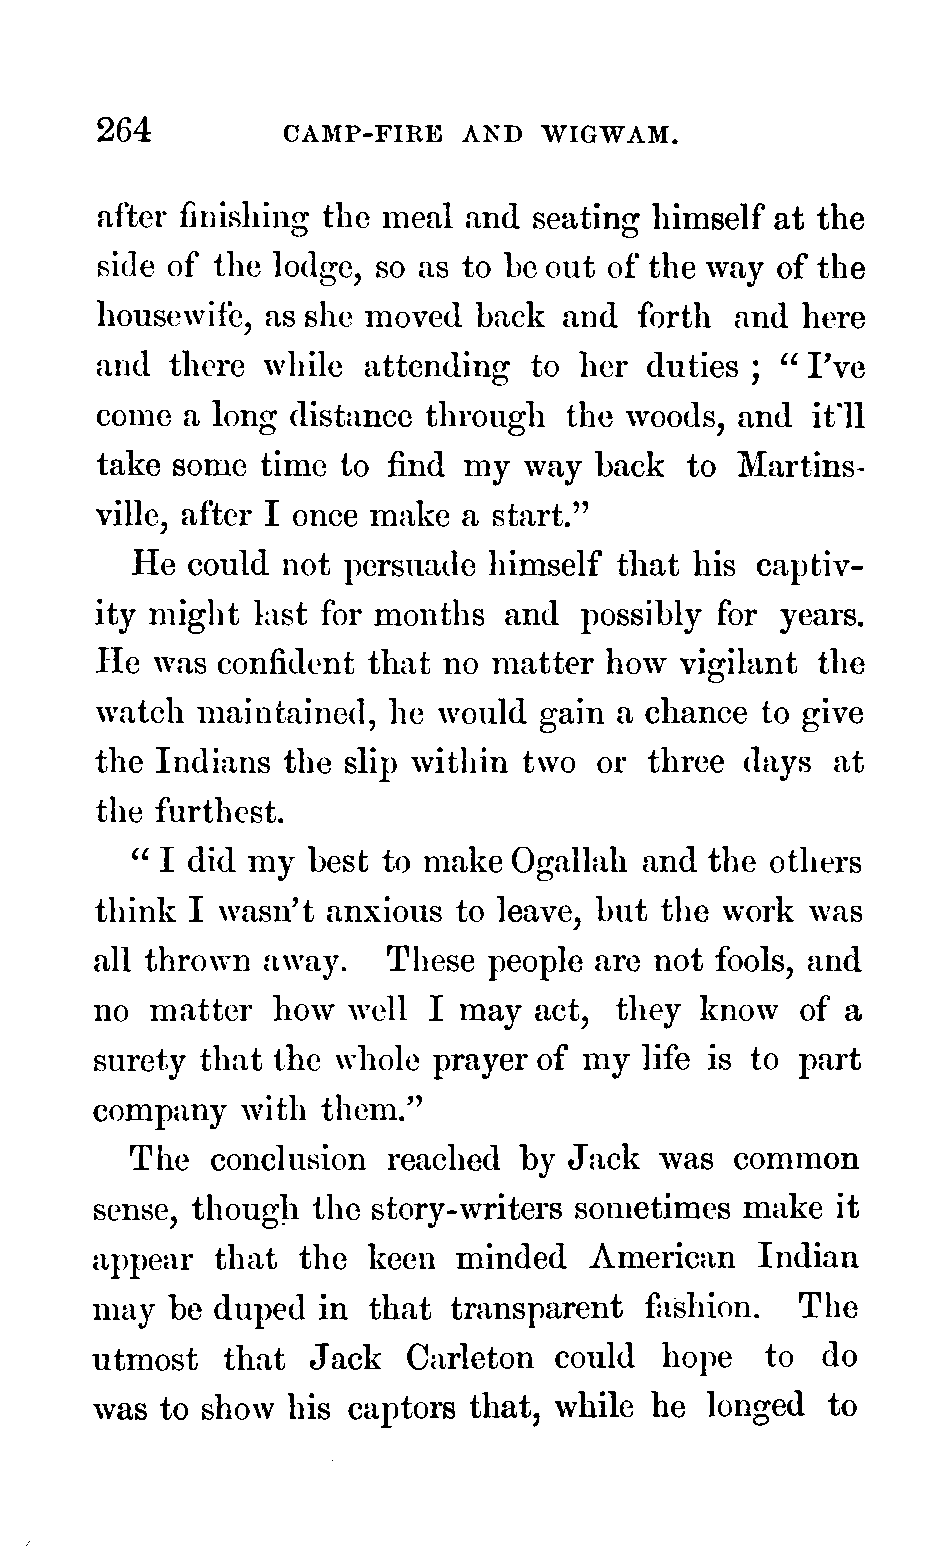 264 CAMP-FIRE AND WIGWAM.
after finishing the meal and seating himself at the
side of the lodge, so as to be out of the way of the
housewife, as she moved back and forth and here
and there while attending to her duties ; “ I’ve
come a long distance through the woods, and it'll
take some time to find my way back to Martins-
ville, after I once make a start.”
He could not persuade himself that his captiv-
ity might last for months and possibly for years.
He was confident that no matter how vigilant the
watch maintained, he would gain a chance to give
the Indians the slip within two or three days at
the furthest.
“ I did my best to make Ogallah and the others
think I wasn’t anxious to leave, but the work was
all thrown away. These people are not fools, and
no matter how well I may act, they know of a
surety that the whole prayer of my life is to part
company with them.”
The conclusion reached by Jack was common
sense, though the story-writers sometimes make it
appear that the keen minded American Indian
may be duped in that transparent fashion. The
utmost that Jack Carleton could hope to do
was to show his captors that, while he longed to